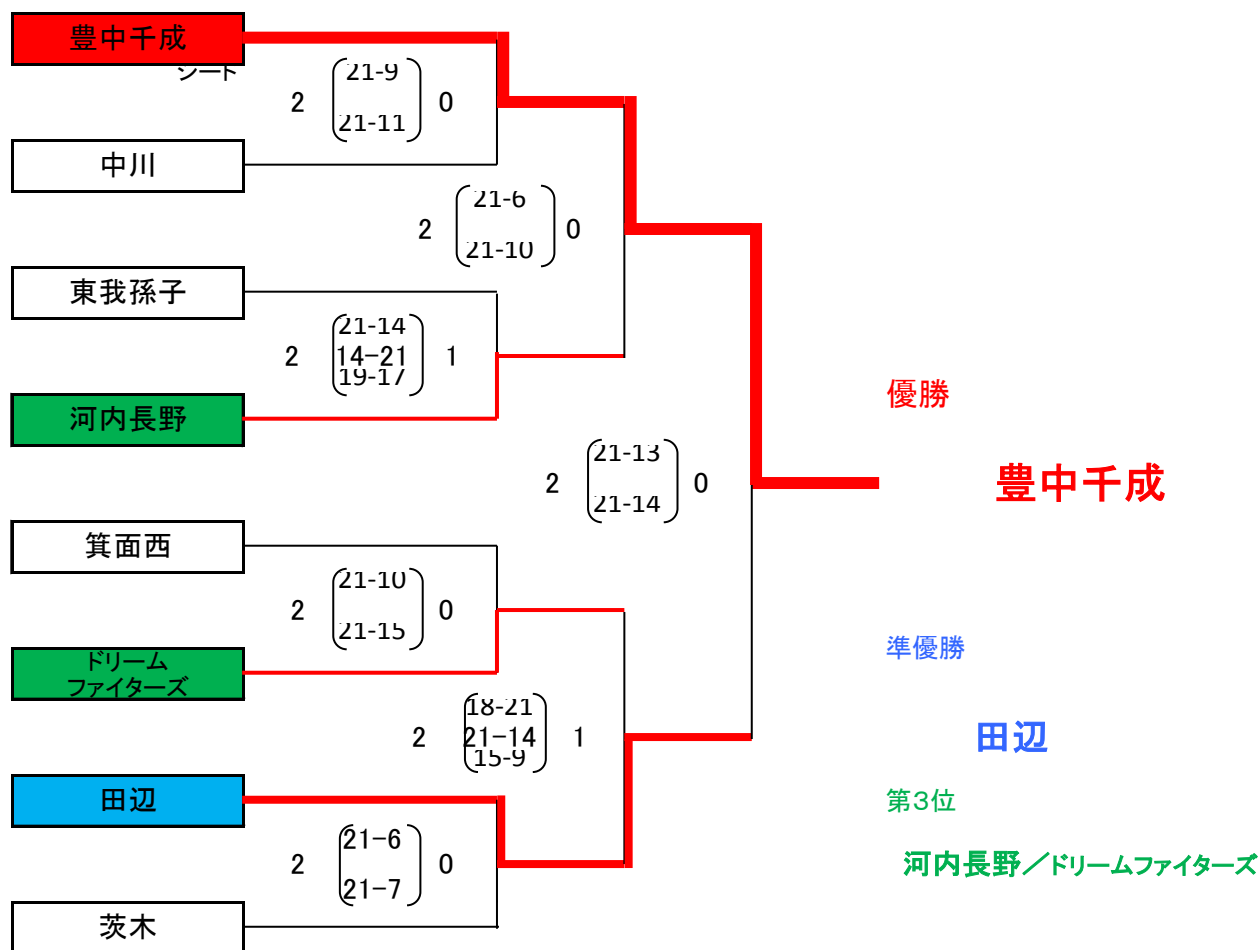 豊中千成
シート
2 21-9 0
21-11
中川
2 21-6 0
21-10
東我孫子
2 21-14 1
14-21
19-17
河内長野
優勝
2 21-13 0
21-14
豊中千成
箕面西
2 21-10 0
21-15
準優勝
ドリーム
ファイターズ
2 18-21 1
21-14
15-9
田辺
田辺
第3位
2 21-6 0
21-7
河内長野／ドリームファイターズ
茨木